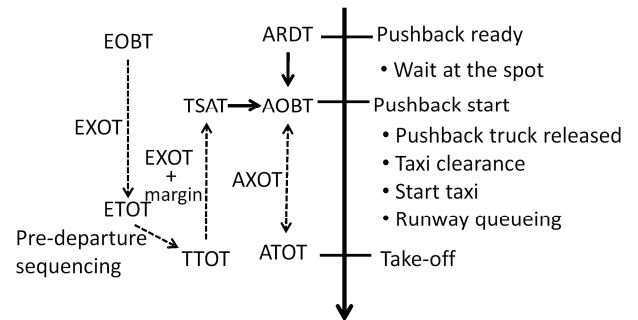 EOBT
ARDT
Pushback ready
• Wait at the spot
TSAT
AOBT
Pushback start
EXOT
• Pushback truck released
EXOT
+
margin
AXOT
• Taxi clearance
• Start taxi
• Runway queueing
ETOT
Pre-departure
sequencing
TTOT
ATOT
Take-off